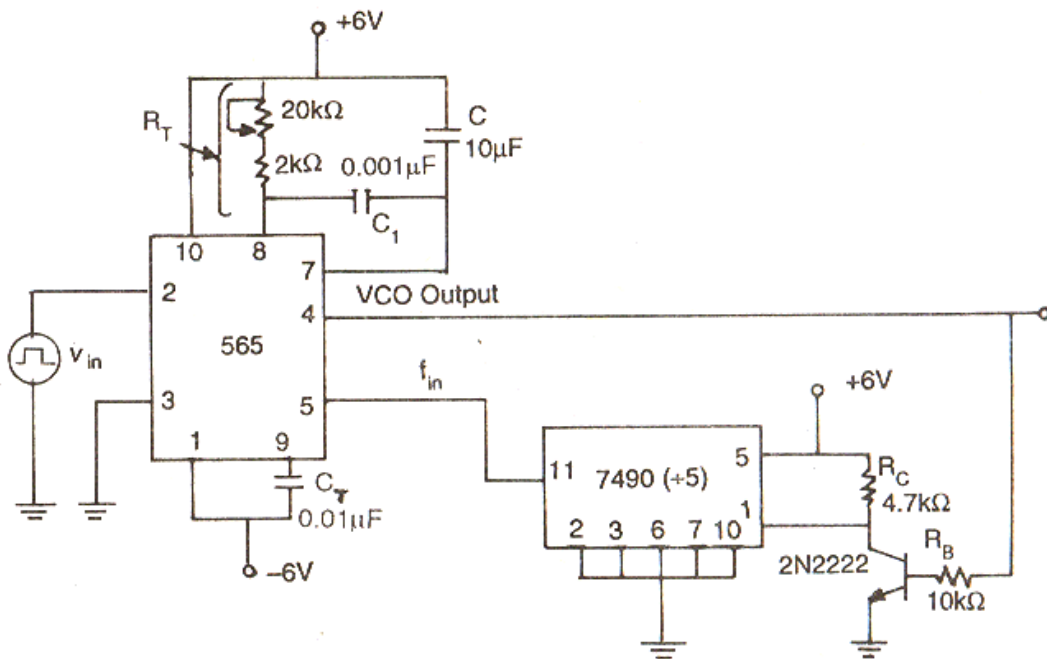 +6V
R_T
20kΩ
2kΩ
0.001μF
C_1
C
10μF
10
8
7
2
565
VCO Output
4
v_in
f_in
3
5
1
9
C_T
0.01μF
−6V
+6V
11
7490 (÷5)
5
1
2
3
6
7
10
R_C
4.7kΩ
2N2222
R_B
10kΩ